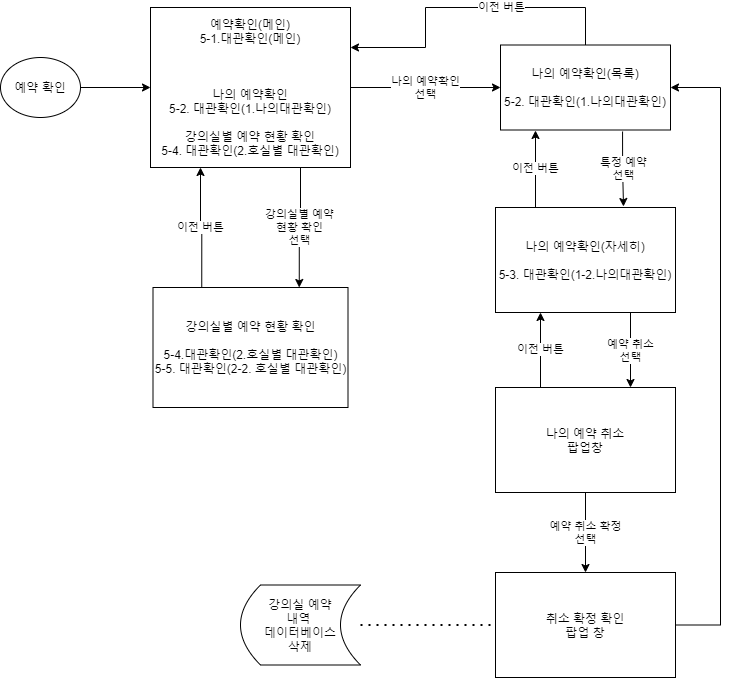 이전 버튼
예약확인(메인)
5-1.대관확인(메인)
나의 예약확인
5-2. 대관확인(1.나의대관확인)
강의실별 예약 현황 확인
5-4. 대관확인(2.호실별 대관확인)
예약 확인
나의 예약확인
선택
나의 예약확인(목록)
5-2. 대관확인(1.나의대관확인)
이전 버튼
특정 예약
선택
이전 버튼
강의실별 예약
현황 확인
선택
나의 예약확인(자세히)
5-3. 대관확인(1-2.나의대관확인)
강의실별 예약 현황 확인
5-4.대관확인(2.호실별 대관확인)
5-5. 대관확인(2-2. 호실별 대관확인)
이전 버튼
예약 취소
선택
나의 예약 취소
팝업창
예약 취소 확정
선택
강의실 예약
내역
데이터베이스
삭제
취소 확정 확인
팝업 창